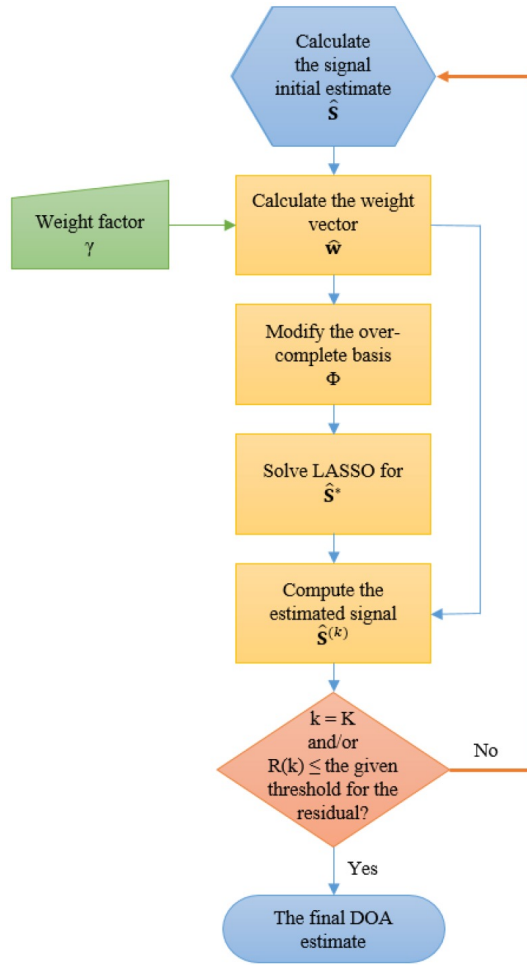 Calculate
the signal
initial estimate
Ŝ
Weight factor
γ
Calculate the weight
vector
ŵ
Modify the over-
complete basis
Φ
Solve LASSO for
Ŝ*
Compute the
estimated signal
Ŝ⁽ᵏ⁾
k = K
and/or
R(k) ≤ the given
threshold for the
residual?
No
Yes
The final DOA
estimate